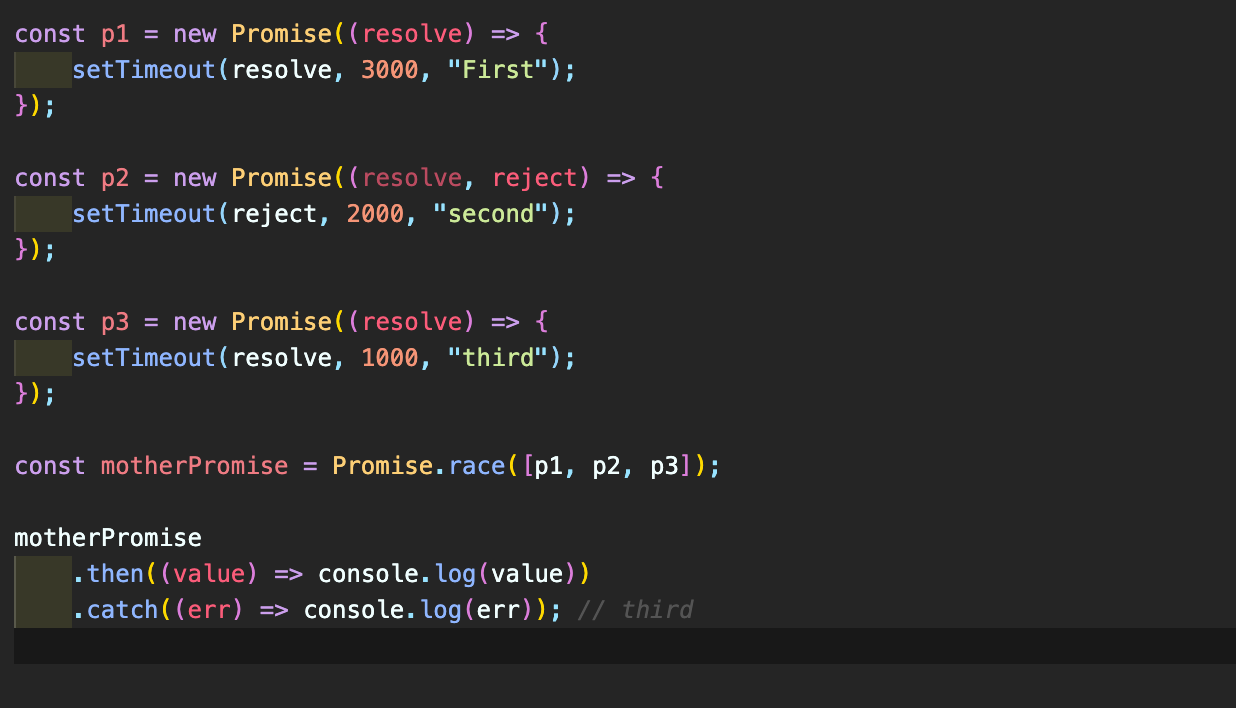 const p1 = new Promise((resolve) => {
    setTimeout(resolve, 3000, "First");
});

const p2 = new Promise((resolve, reject) => {
    setTimeout(reject, 2000, "second");
});

const p3 = new Promise((resolve) => {
    setTimeout(resolve, 1000, "third");
});

const motherPromise = Promise.race([p1, p2, p3]);

motherPromise
    .then((value) => console.log(value))
    .catch((err) => console.log(err)); // third